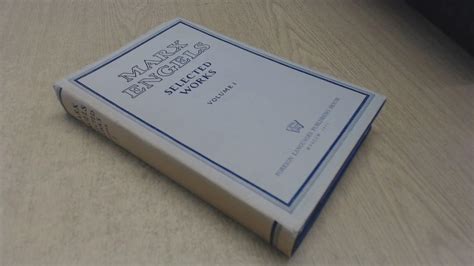 MARX
ENGELS
SELECTED
WORKS
VOLUME I
FOREIGN LANGUAGES PUBLISHING HOUSE